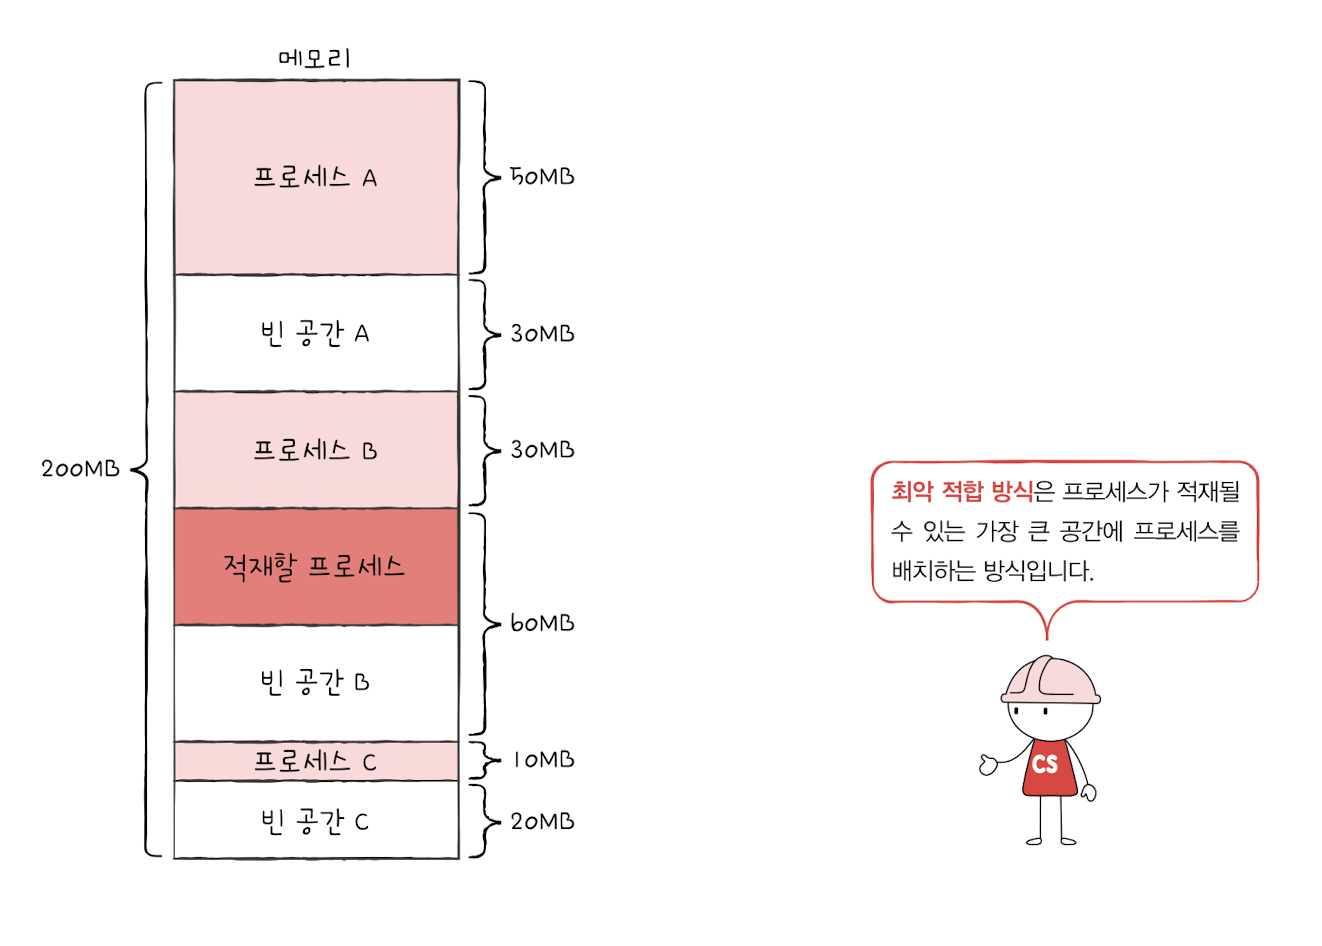 메모리
프로세스 A
50MB
빈 공간 A
30MB
프로세스 B
30MB
200MB
적재할 프로세스
60MB
빈 공간 B
프로세스 C
10MB
빈 공간 C
20MB
최악 적합 방식은 프로세스가 적재될
수 있는 가장 큰 공간에 프로세스를
배치하는 방식입니다.
CS